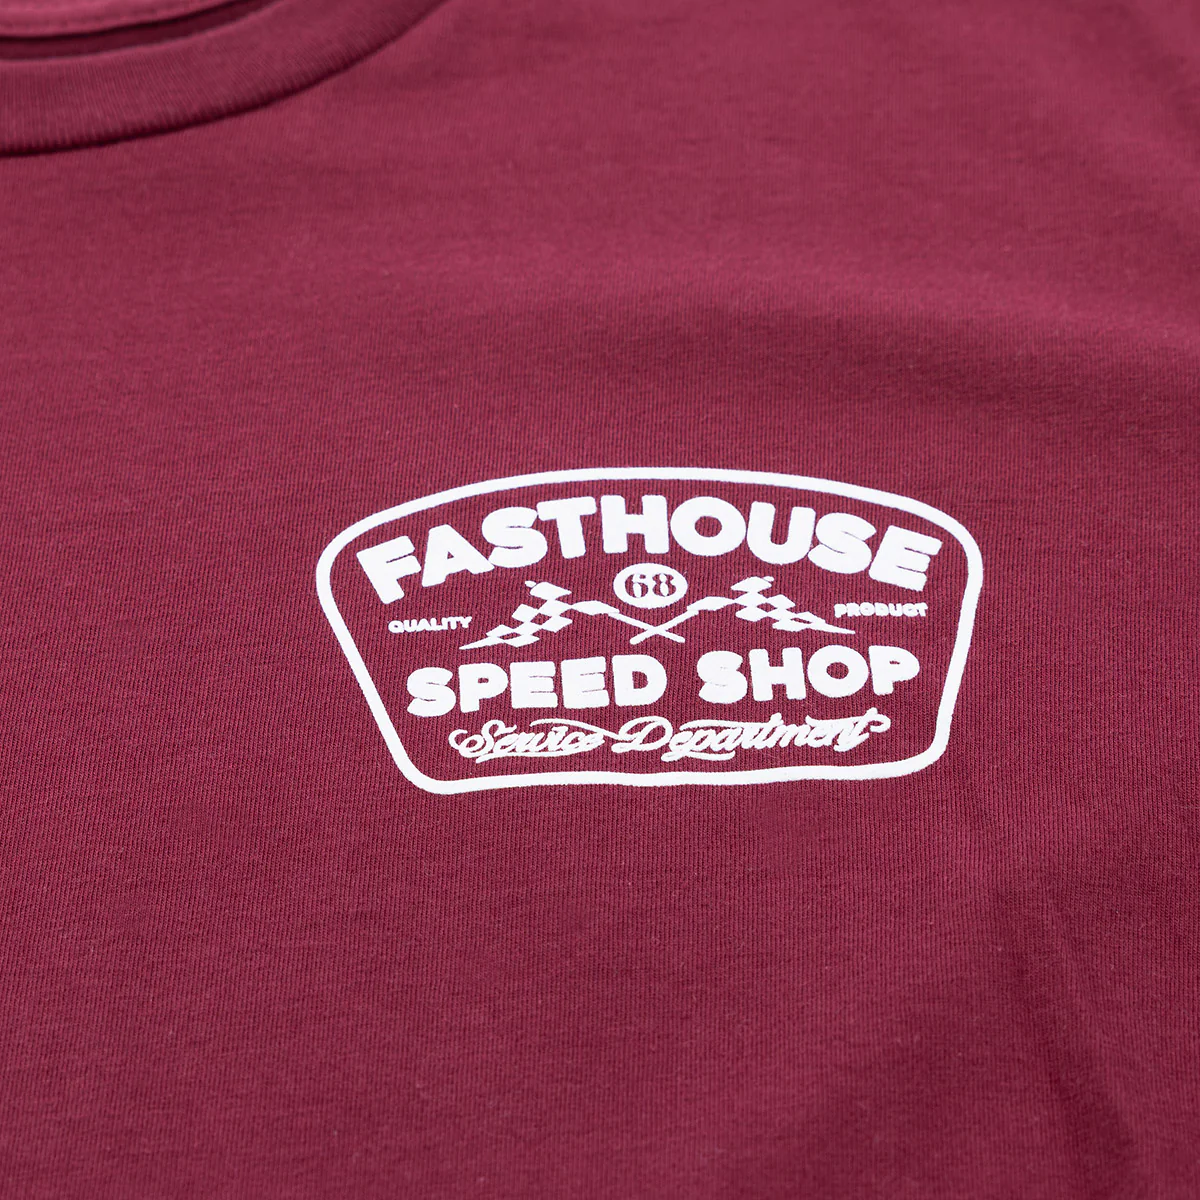 FASTHOUSE
68
QUALITY PRODUCT
SPEED SHOP
Service Department